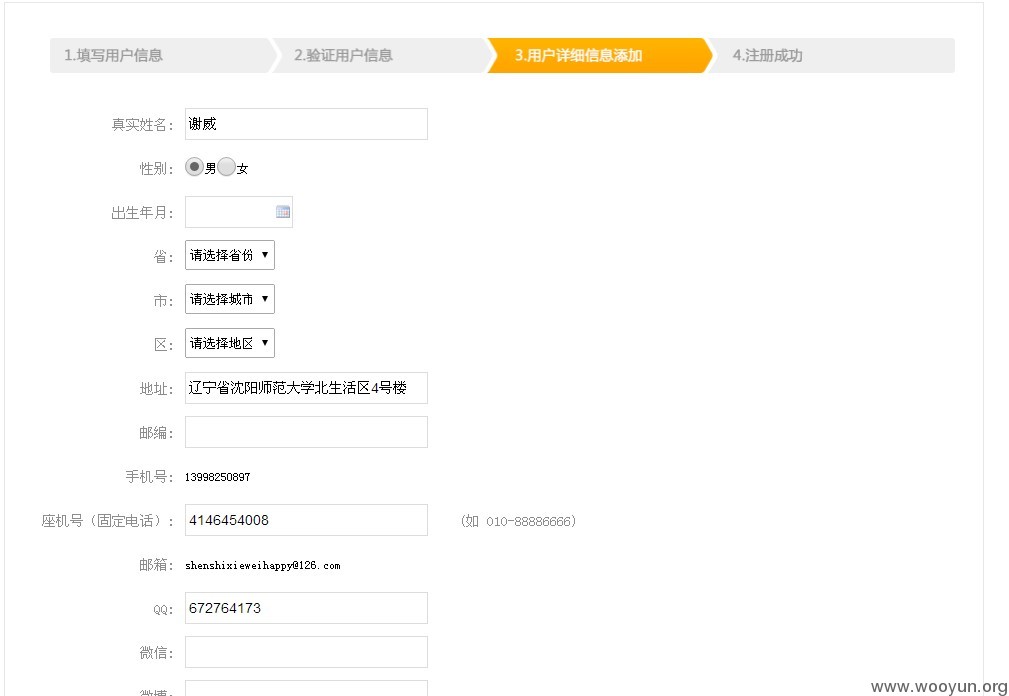 1.填写用户信息 2.验证用户信息 3.用户详细信息添加 4.注册成功
真实姓名: 谢威
性别: 男 女
出生年月:
省: 请选择省份
市: 请选择城市
区: 请选择地区
地址: 辽宁省沈阳师范大学北生活区4号楼
邮编:
手机号: 13998250897
座机号（固定电话）: 4146454008 (如 010-88886666)
邮箱: shenshixieweihappy@126.com
QQ: 672764173
微信:
微博:
www.wooyun.org